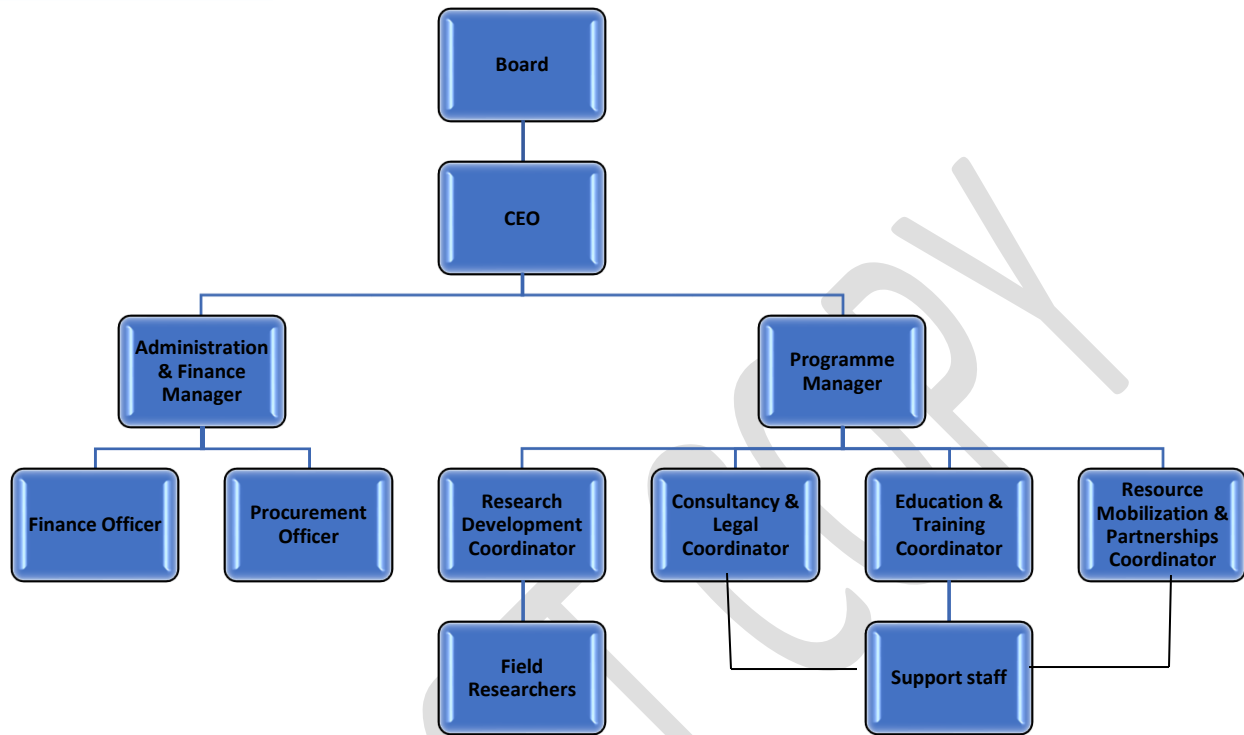 Board
CEO
Administration
& Finance
Manager
Programme
Manager
Finance Officer
Procurement
Officer
Research
Development
Coordinator
Consultancy &
Legal
Coordinator
Education &
Training
Coordinator
Resource
Mobilization &
Partnerships
Coordinator
Field
Researchers
Support staff
T COPY